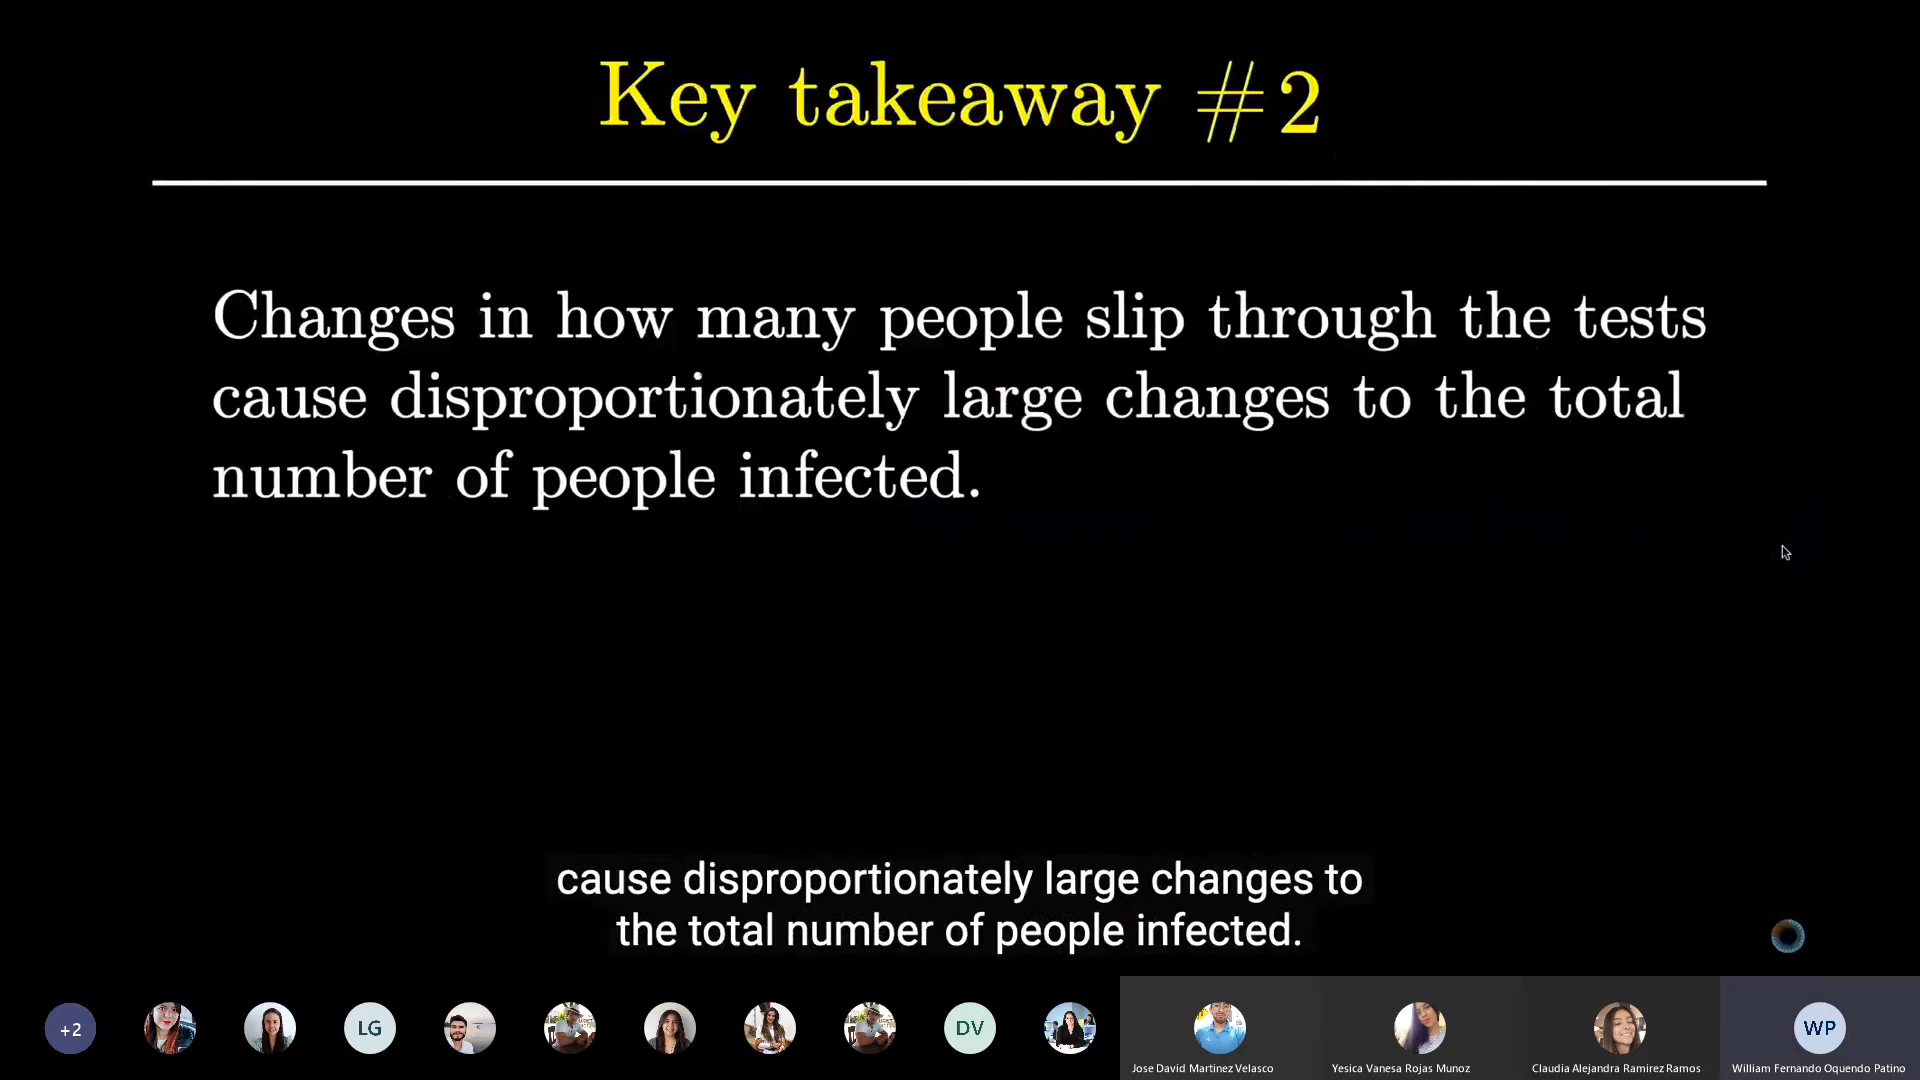 Key takeaway #2
Changes in how many people slip through the tests
cause disproportionately large changes to the total
number of people infected.
cause disproportionately large changes to
the total number of people infected.
+2
LG
DV
WP
Jose David Martinez Velasco
Yesica Vanesa Rojas Munoz
Claudia Alejandra Ramirez Ramos
William Fernando Oquendo Patino